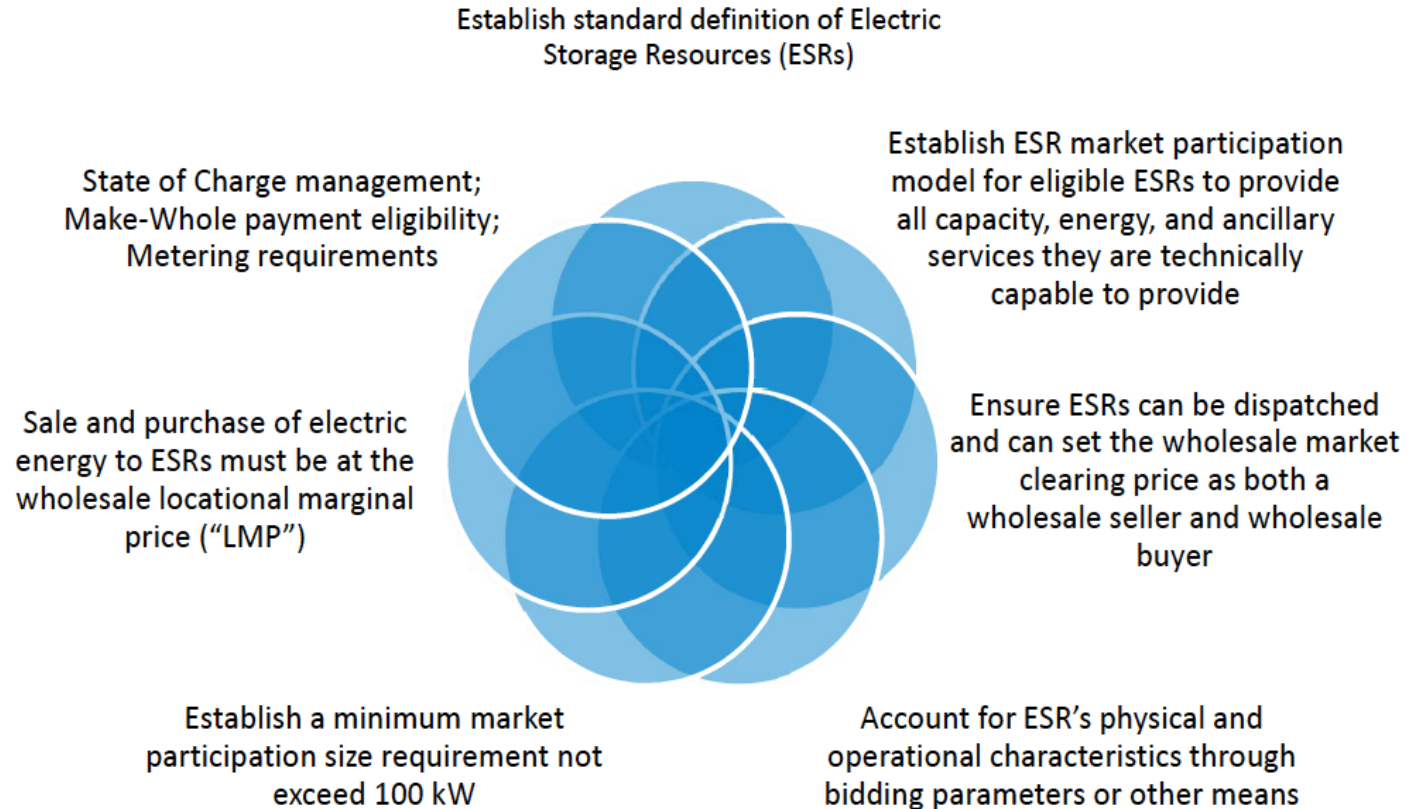 Establish standard definition of Electric
Storage Resources (ESRs)
Establish ESR market participation
model for eligible ESRs to provide
all capacity, energy, and ancillary
services they are technically
capable to provide
Ensure ESRs can be dispatched
and can set the wholesale market
clearing price as both a
wholesale seller and wholesale
buyer
Account for ESR’s physical and
operational characteristics through
bidding parameters or other means
Establish a minimum market
participation size requirement not
exceed 100 kW
Sale and purchase of electric
energy to ESRs must be at the
wholesale locational marginal
price (“LMP”)
State of Charge management;
Make-Whole payment eligibility;
Metering requirements